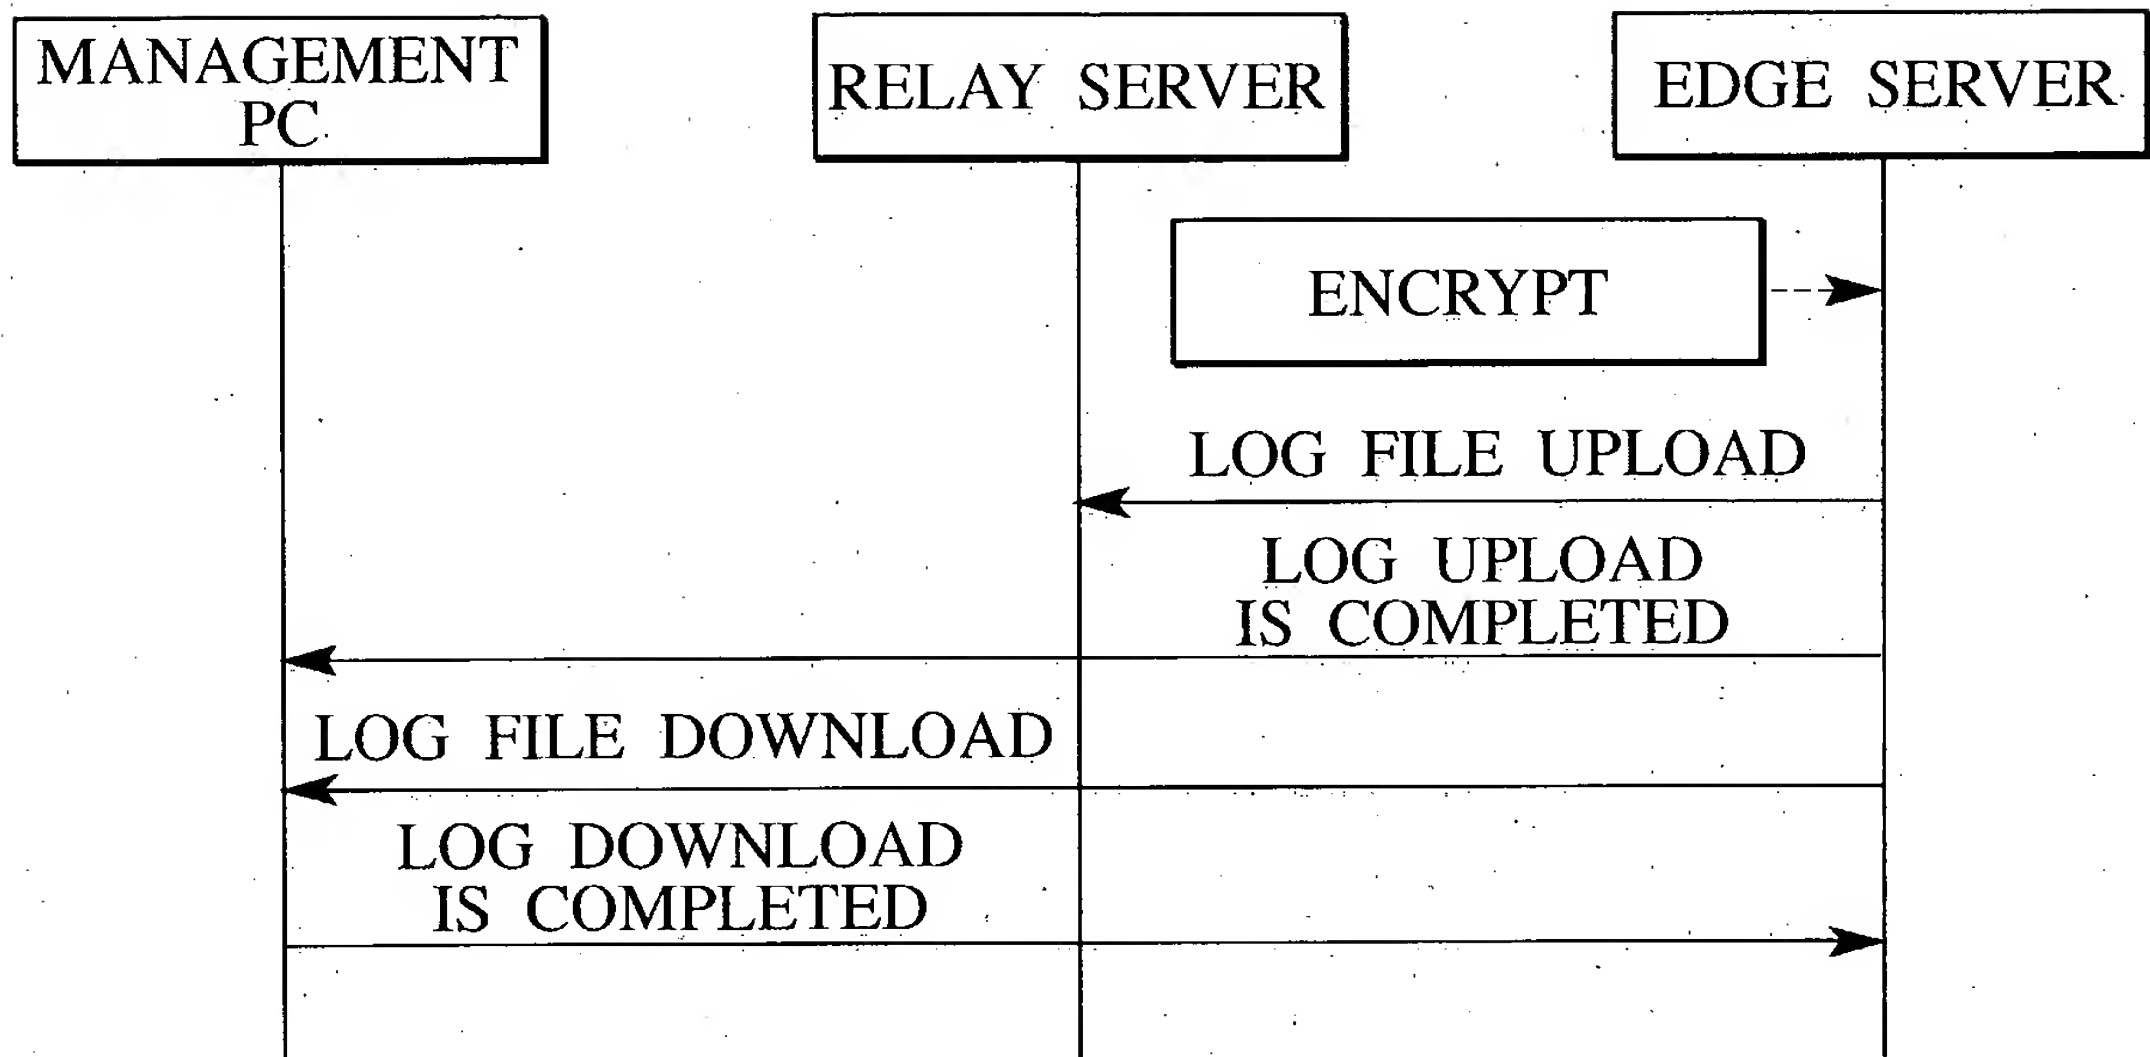 MANAGEMENT
PC
RELAY SERVER
EDGE SERVER
ENCRYPT
LOG FILE UPLOAD
LOG UPLOAD
IS COMPLETED
LOG FILE DOWNLOAD
LOG DOWNLOAD
IS COMPLETED